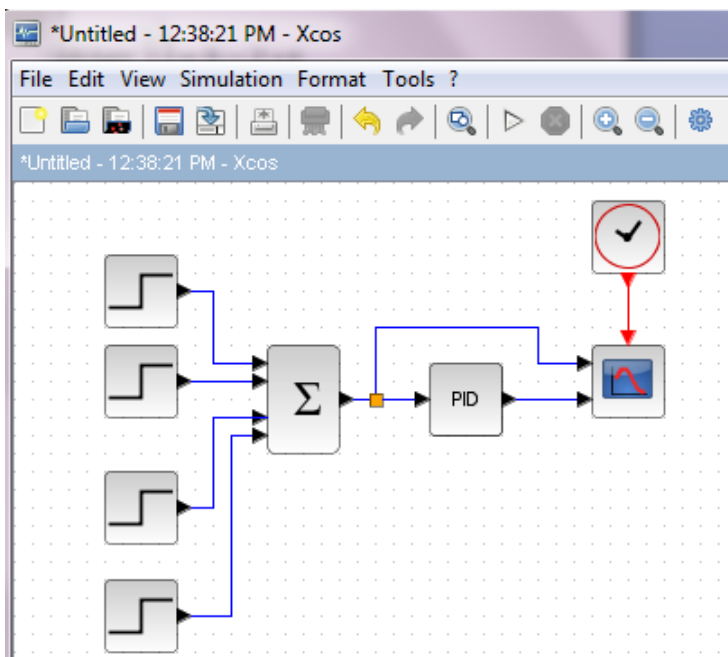 *Untitled - 12:38:21 PM - Xcos
File Edit View Simulation Format Tools ?
*Untitled - 12:38:21 PM - Xcos
Σ
PID